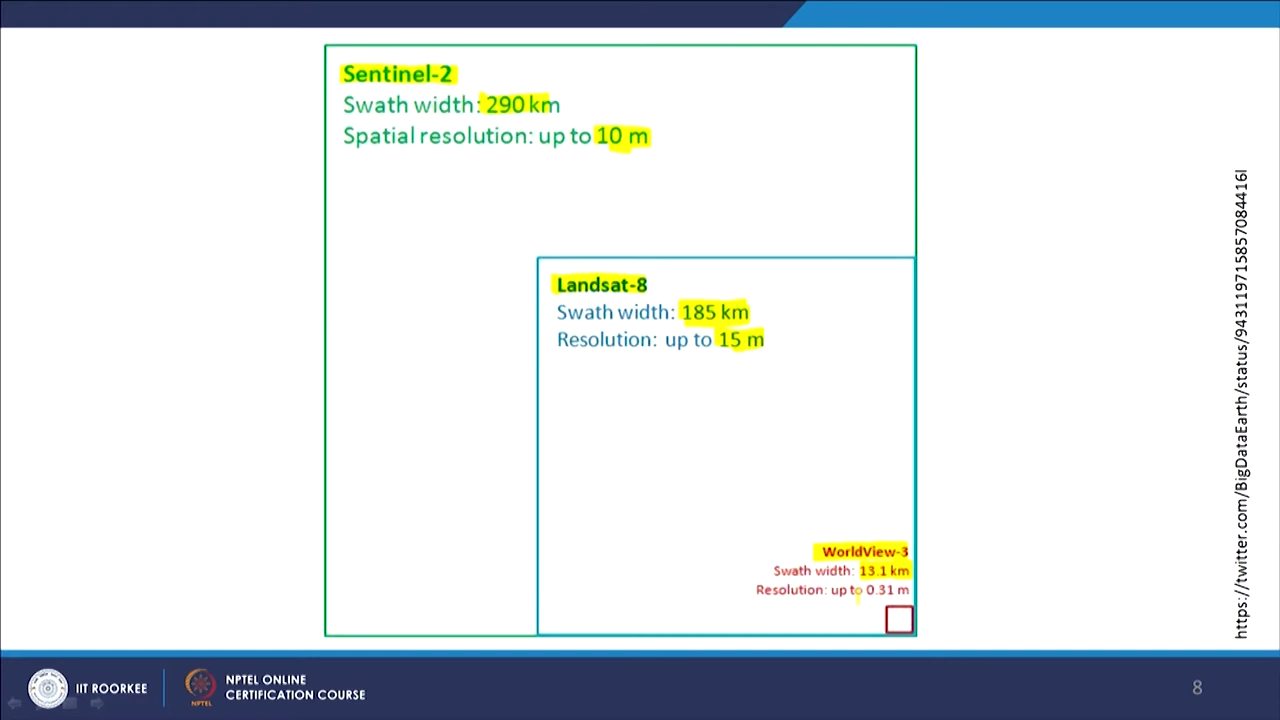 Sentinel-2
Swath width: 290 km
Spatial resolution: up to 10 m
Landsat-8
Swath width: 185 km
Resolution: up to 15 m
WorldView-3
Swath width: 13.1 km
Resolution: up to 0.31 m
https://twitter.com/BigDataEarth/status/943119715857084416l
IIT ROORKEE
NPTEL
NPTEL ONLINE
CERTIFICATION COURSE
8